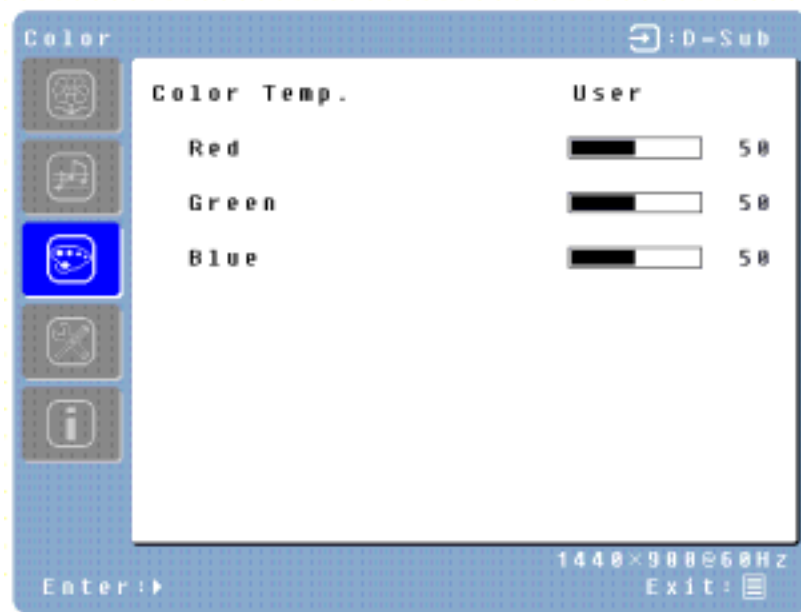 Color :D-Sub
Color Temp. User
Red 50
Green 50
Blue 50
1440×900@60Hz
Enter: Exit: